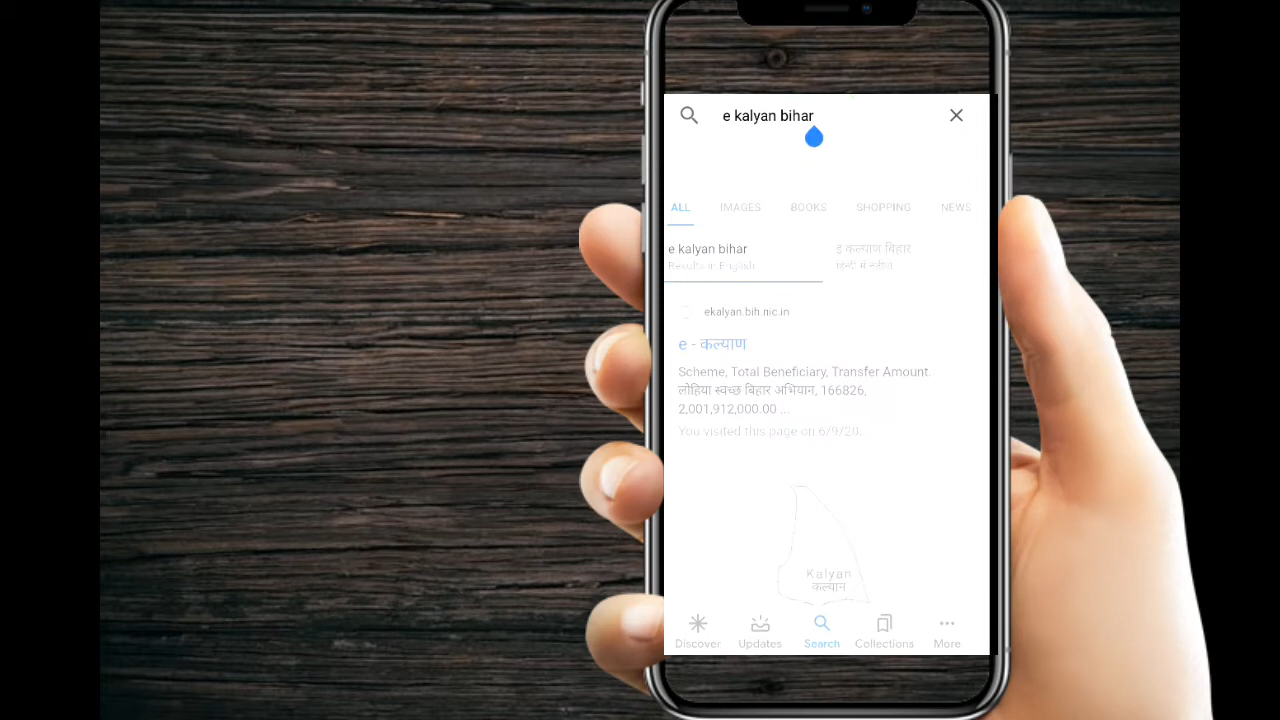 e kalyan bihar
ALL IMAGES BOOKS SHOPPING NEWS
e kalyan bihar
इ कल्याण बिहार
Results in English
हिन्दी में नतीजे
ekalyan.bih.nic.in
e - कल्याण
Scheme, Total Beneficiary, Transfer Amount.
लोहिया स्वच्छ बिहार अभियान, 166826,
2,001,912,000.00 ...
You visited this page on 6/9/20..
Kalyan
कल्यान
Discover Updates Search Collections More